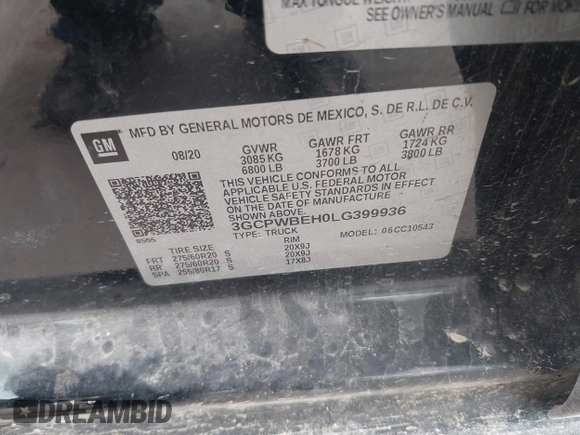 MAX TONGUE WEIGHT:
SEE OWNER'S MANUAL FOR MOR
GM
MFD BY GENERAL MOTORS DE MEXICO, S. DE R.L. DE C.V.
08/20 GVWR GAWR FRT GAWR RR
3085 KG 1678 KG 1724 KG
6800 LB 3700 LB 3800 LB
THIS VEHICLE CONFORMS TO ALL
APPLICABLE U.S. FEDERAL MOTOR
VEHICLE SAFETY STANDARDS IN EFFECT
ON THE DATE OF MANUFACTURE SHOWN ABOVE.
3GCPWBEH0LG399936
TYPE: TRUCK 06CC10543
TIRE SIZE RIM
FRT 275/60R20 S 20X9J
RR 275/60R20 S 20X9J
SPA 255/80R17 S 17X8J
DREAMBID